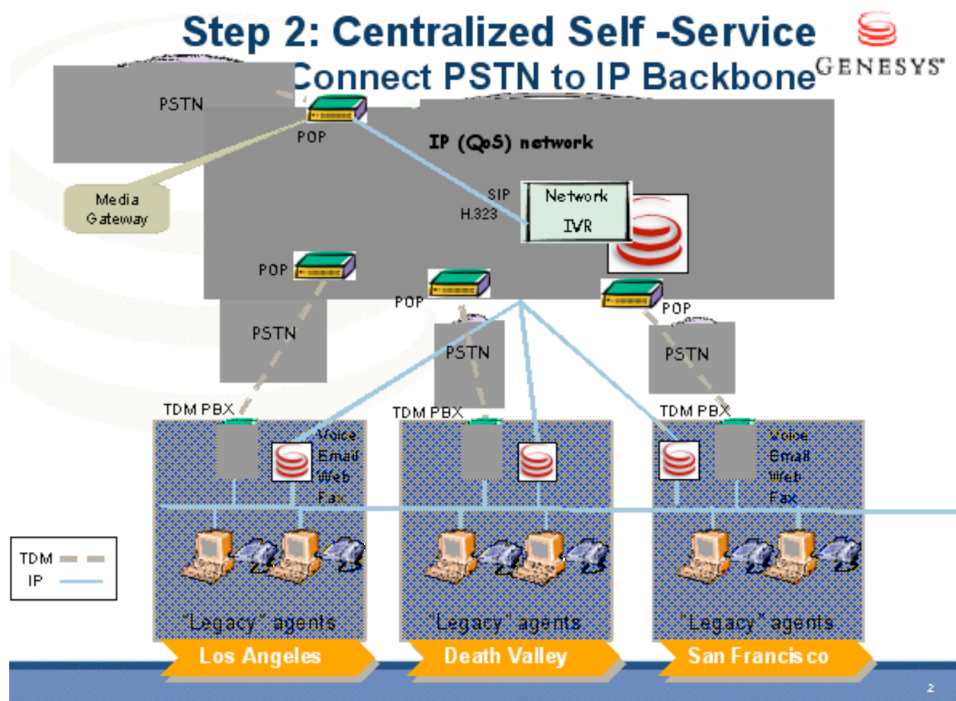 Step 2: Centralized Self -Service
Connect PSTN to IP Backbone
GENESYS
PSTN
POP
IP (QoS) network
Media
Gateway
SIP
H.323
Network
IVR
POP
POP
POP
PSTN
PSTN
PSTN
TDM PBX
TDM PBX
TDM PBX
Voice
Email
Web
Fax
Voice
Email
Web
Fax
TDM
IP
"Legacy" agents
"Legacy" agents
"Legacy" agents
Los Angeles
Death Valley
San Francisco
2